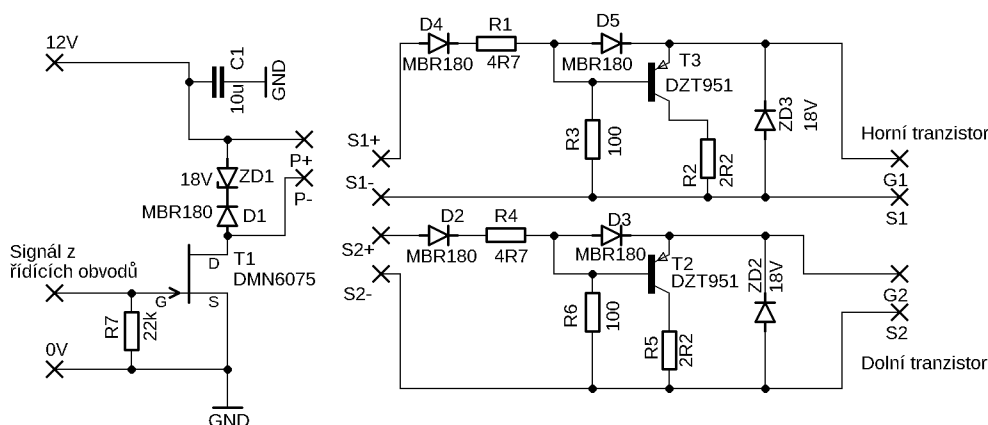 12V
C1
10u
GND
P+
P-
18V
ZD1
MBR180
D1
Signál z
řídících obvodů
D
T1
DMN6075
G
S
R7
22k
0V
GND
D4
MBR180
R1
4R7
D5
MBR180
T3
DZT951
S1+
S1-
R3
100
R2
2R2
ZD3
18V
Horní tranzistor
G1
S1
S2+
S2-
D2
MBR180
R4
4R7
D3
MBR180
T2
DZT951
R6
100
R5
2R2
ZD2
18V
G2
S2
Dolní tranzistor